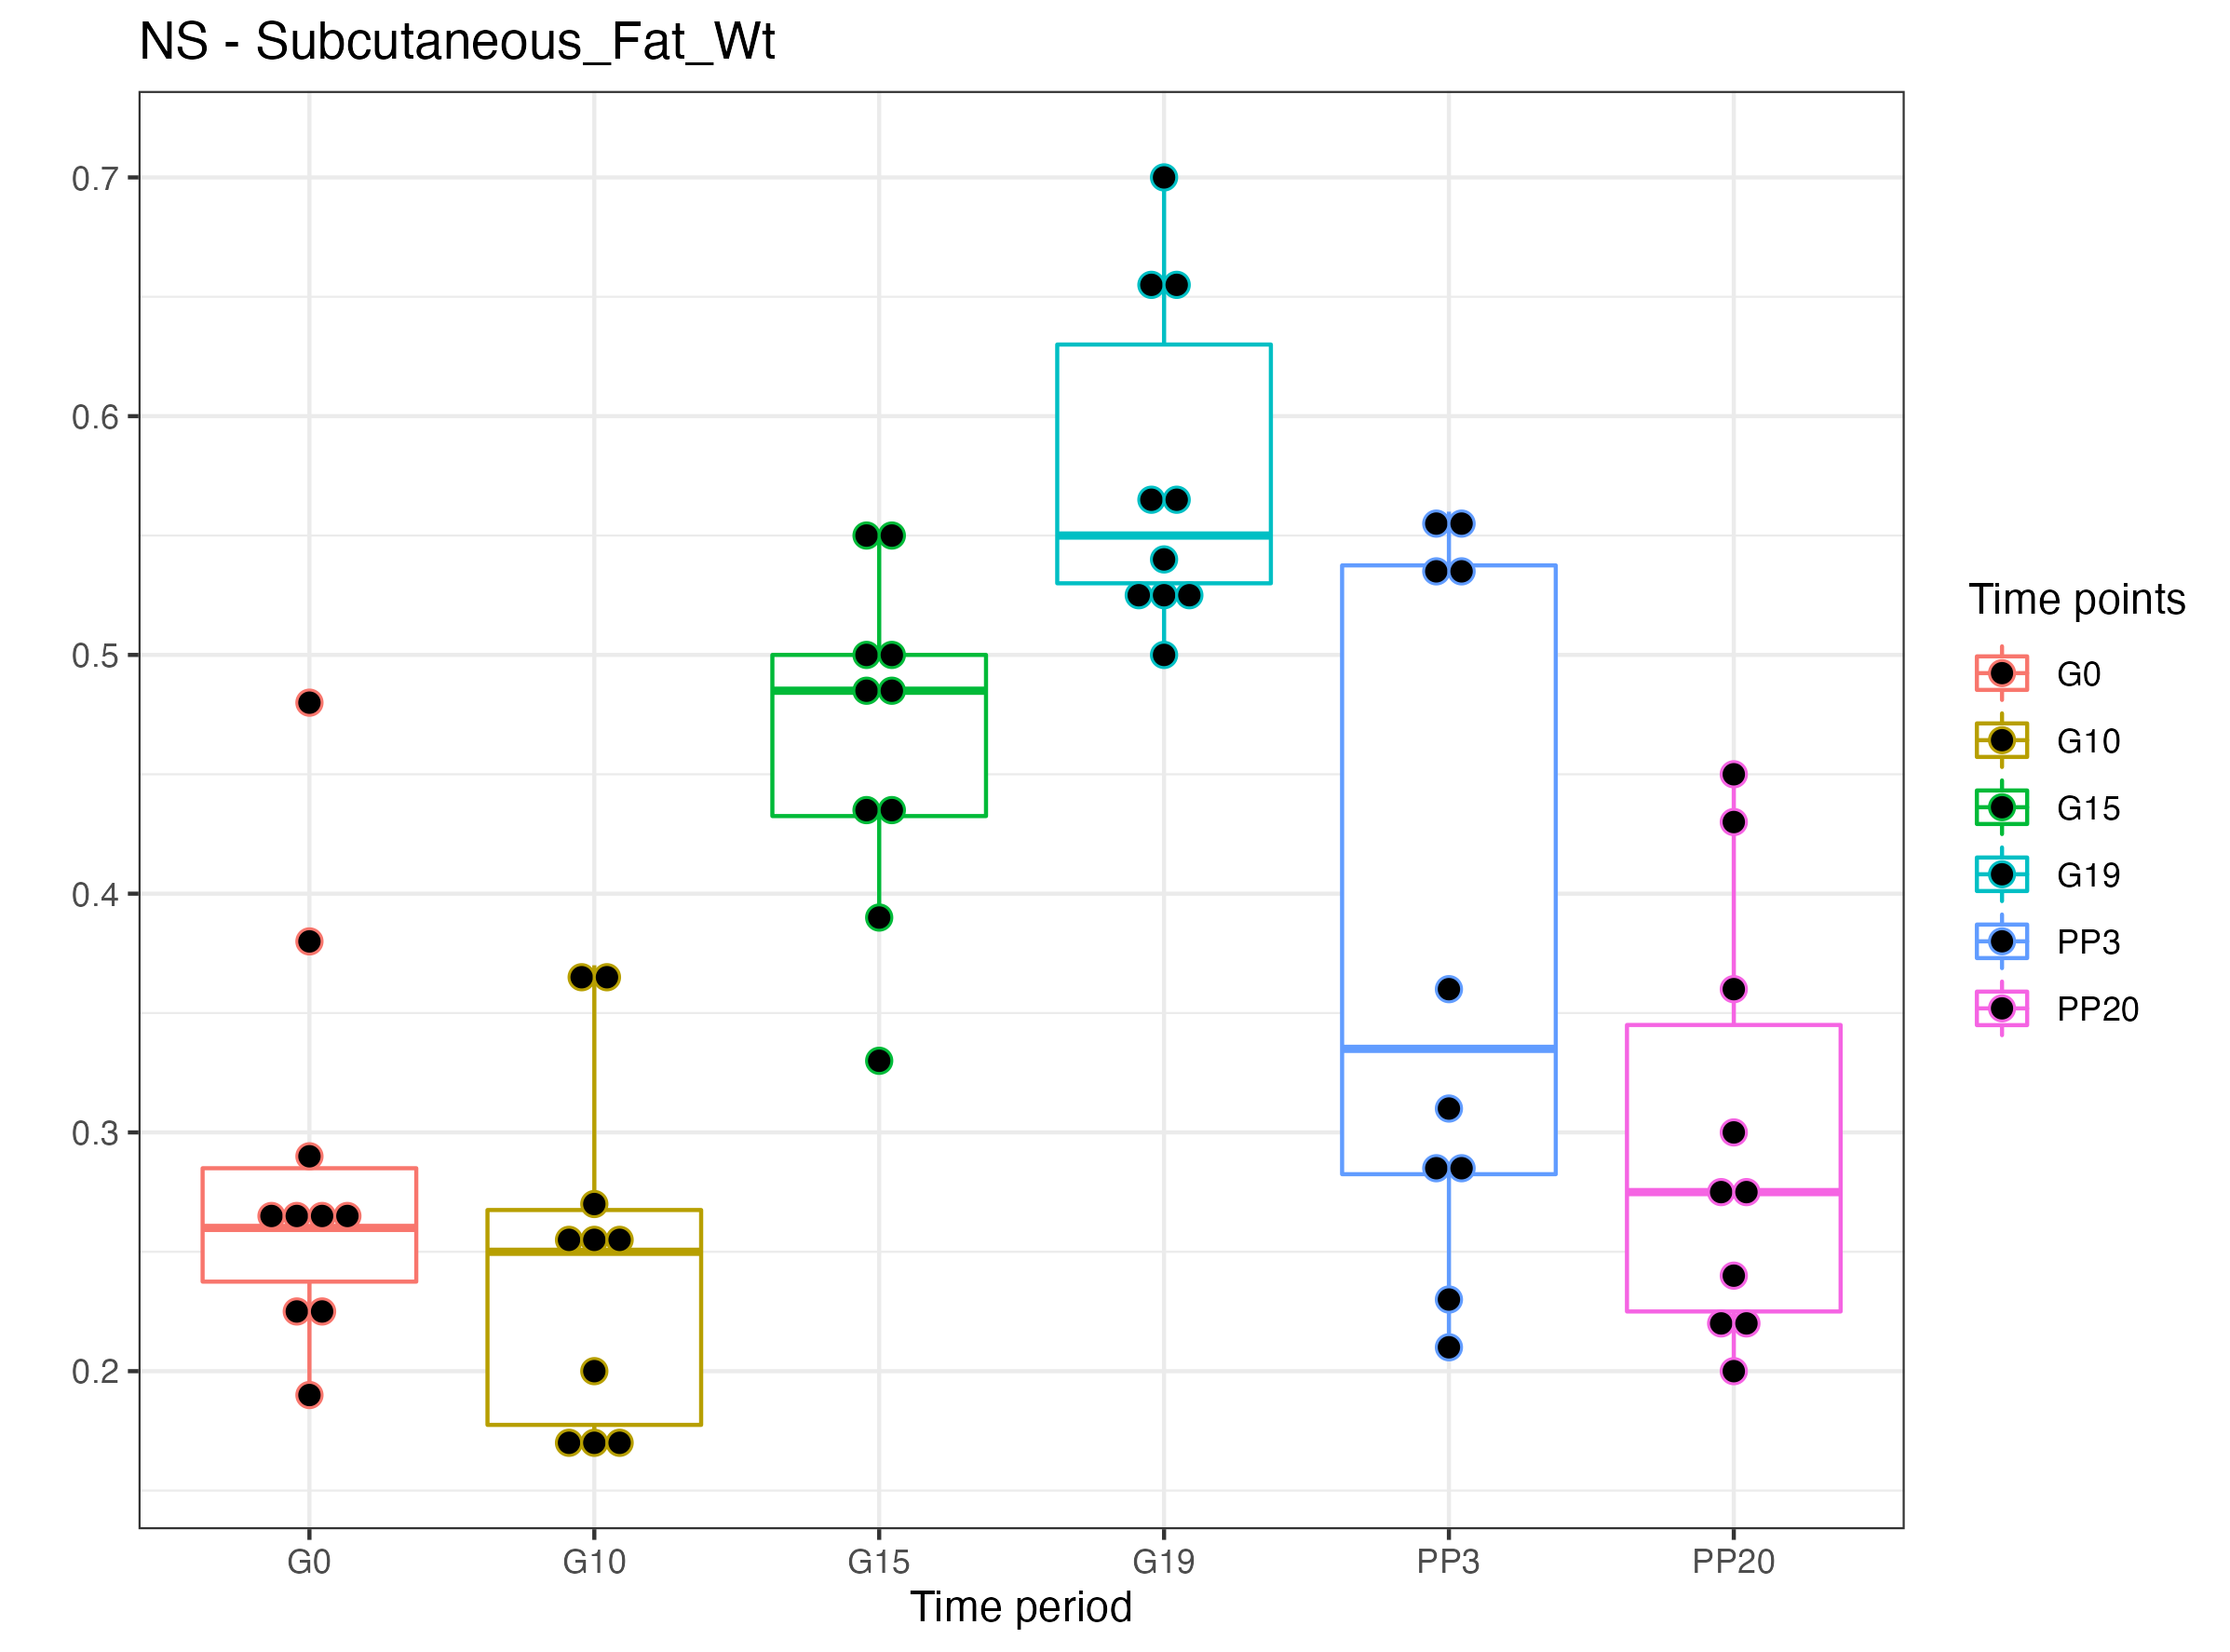 NS - Subcutaneous_Fat_Wt
0.7
0.6
0.5
0.4
0.3
0.2
G0 G10 G15 G19 PP3 PP20
Time period
Time points
G0
G10
G15
G19
PP3
PP20